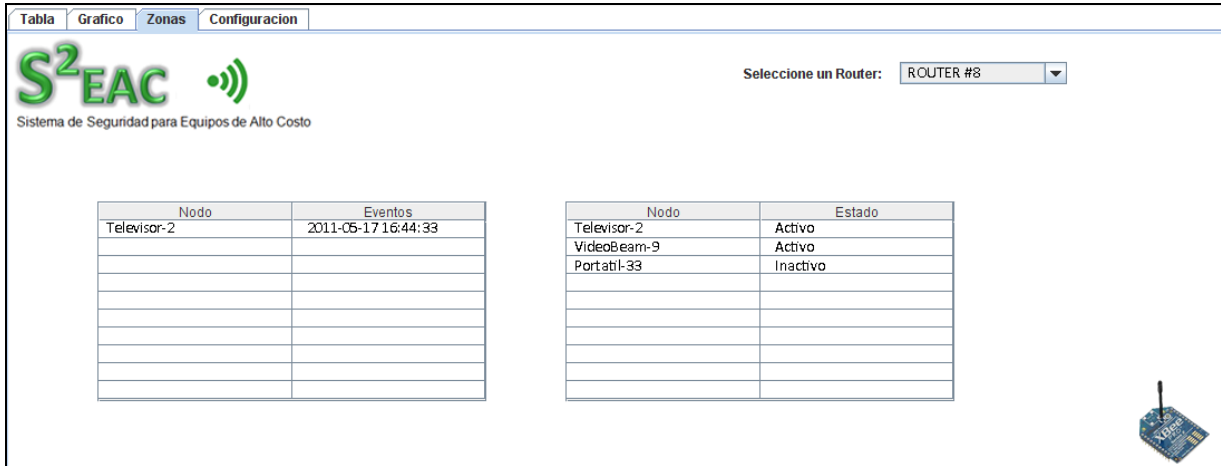 Tabla Grafico Zonas Configuracion
S²EAC
Sistema de Seguridad para Equipos de Alto Costo
Seleccione un Router: ROUTER #8
Nodo Eventos
Televisor-2 2011-05-17 16:44:33
Nodo Estado
Televisor-2 Activo
VideoBeam-9 Activo
Portatil-33 Inactivo
XBee